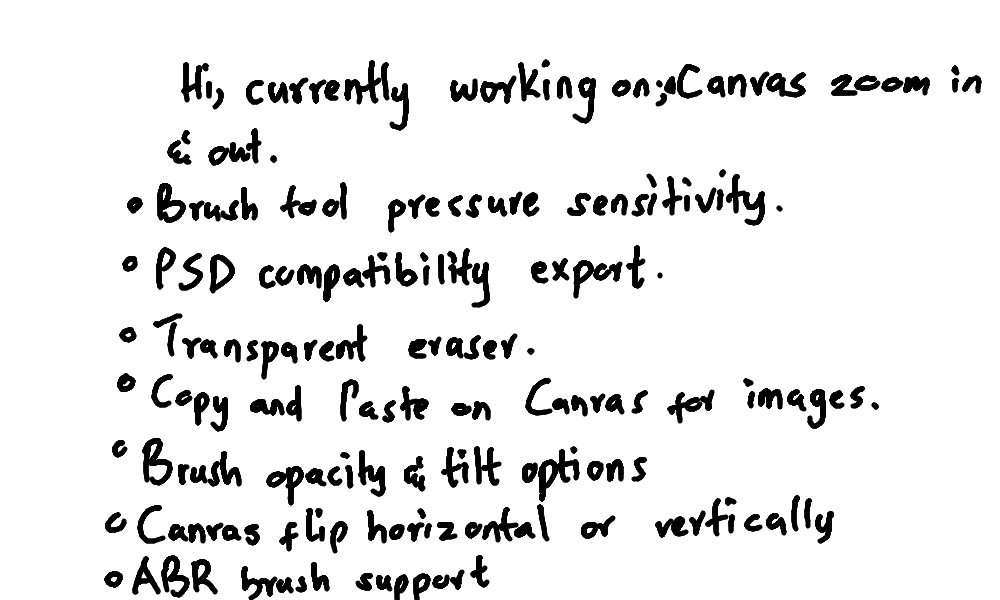 Hi, currently working on; •Canvas zoom in
& out.
• Brush tool pressure sensitivity.
• PSD compatibility export.
• Transparent eraser.
• Copy and Paste on Canvas for images.
• Brush opacity & tilt options
• Canvas flip horizontal or vertically
• ABR brush support